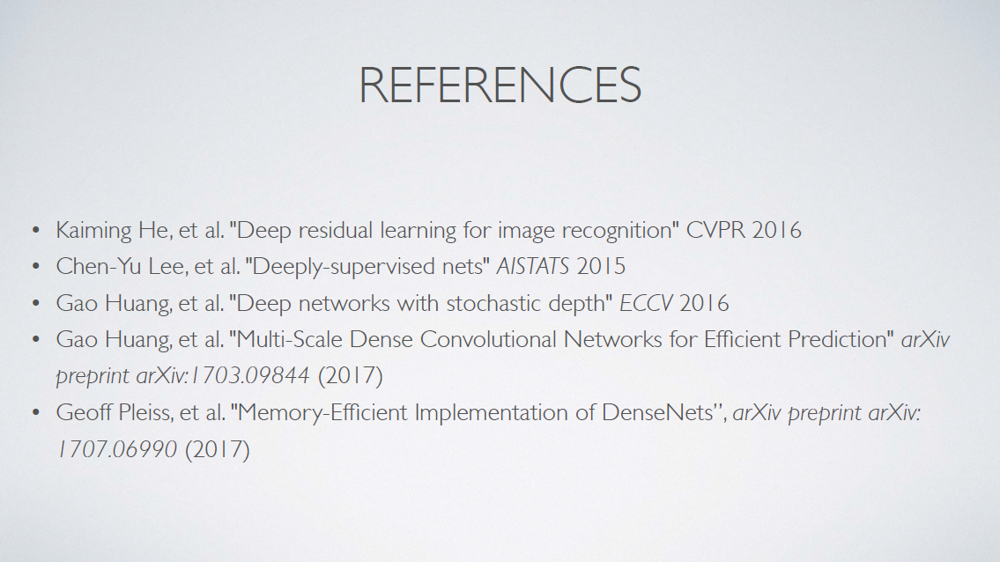 REFERENCES
• Kaiming He, et al. "Deep residual learning for image recognition" CVPR 2016
• Chen-Yu Lee, et al. "Deeply-supervised nets" AISTATS 2015
• Gao Huang, et al. "Deep networks with stochastic depth" ECCV 2016
• Gao Huang, et al. "Multi-Scale Dense Convolutional Networks for Efficient Prediction" arXiv
preprint arXiv:1703.09844 (2017)
• Geoff Pleiss, et al. "Memory-Efficient Implementation of DenseNets”, arXiv preprint arXiv:
1707.06990 (2017)